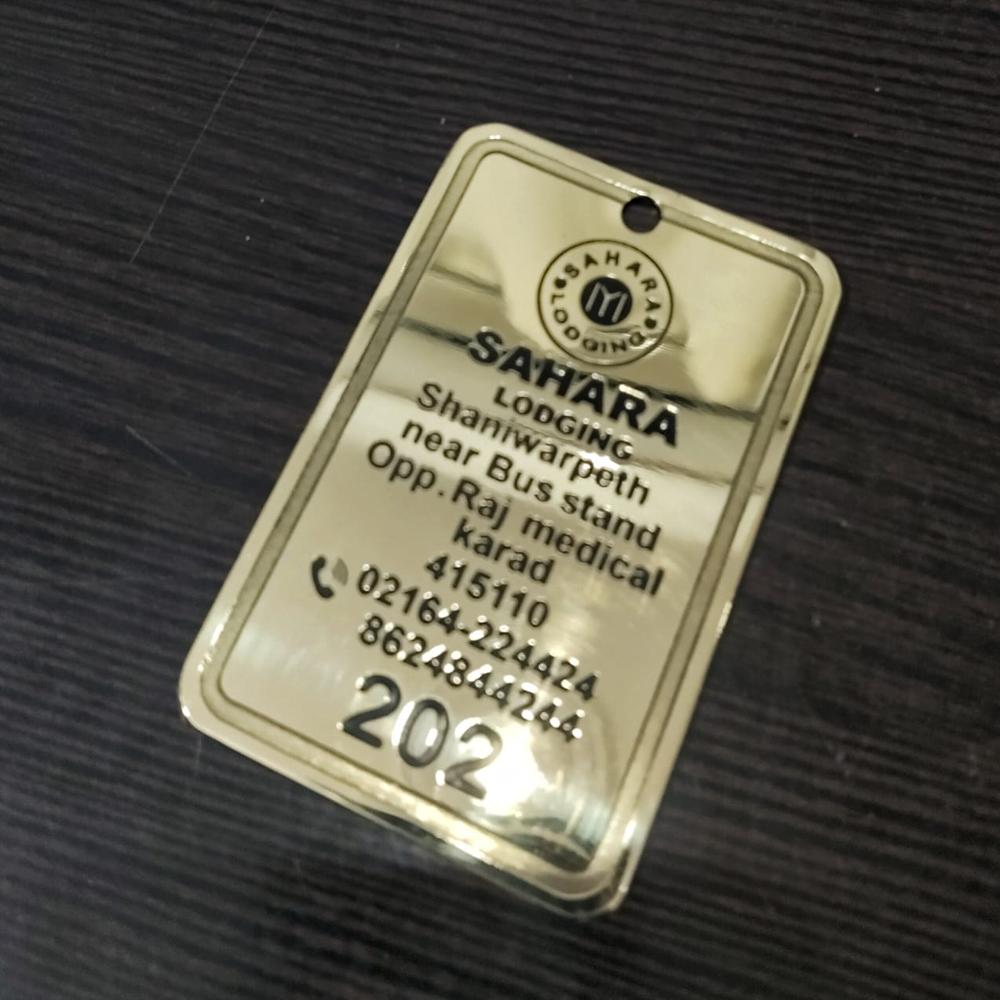 SAHARA
LODGING
M
SAHARA
LODGING
Shaniwarpeth
near Bus stand
Opp.Raj medical
karad
415110
02164-224424
8624844244
202